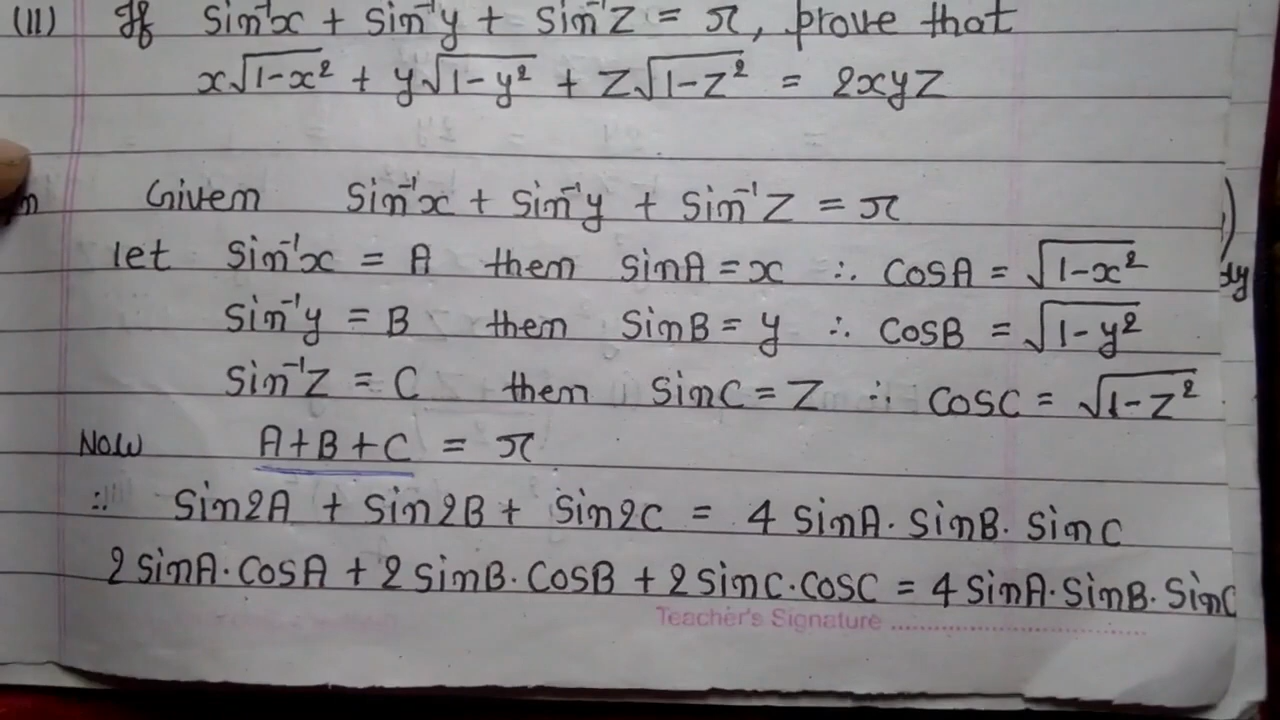 (II) If sin⁻¹x + sin⁻¹y + sin⁻¹z = π, prove that
x√1-x² + y√1-y² + z√1-z² = 2xyz
Given sin⁻¹x + sin⁻¹y + sin⁻¹z = π
let sin⁻¹x = A then sinA = x ∴ cosA = √1-x²
sin⁻¹y = B then sinB = y ∴ cosB = √1-y²
sin⁻¹z = C then sinC = z ∴ cosC = √1-z²
Now A+B+C = π
∴ sin2A + sin2B + sin2C = 4 sinA. sinB. sinC
2 sinA.cosA + 2 sinB.cosB + 2 sinC.cosC = 4 sinA.sinB.sinC
Teacher's Signature ..............................